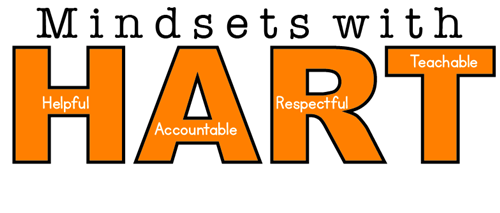 Mindsets with
HART
Helpful
Accountable
Respectful
Teachable